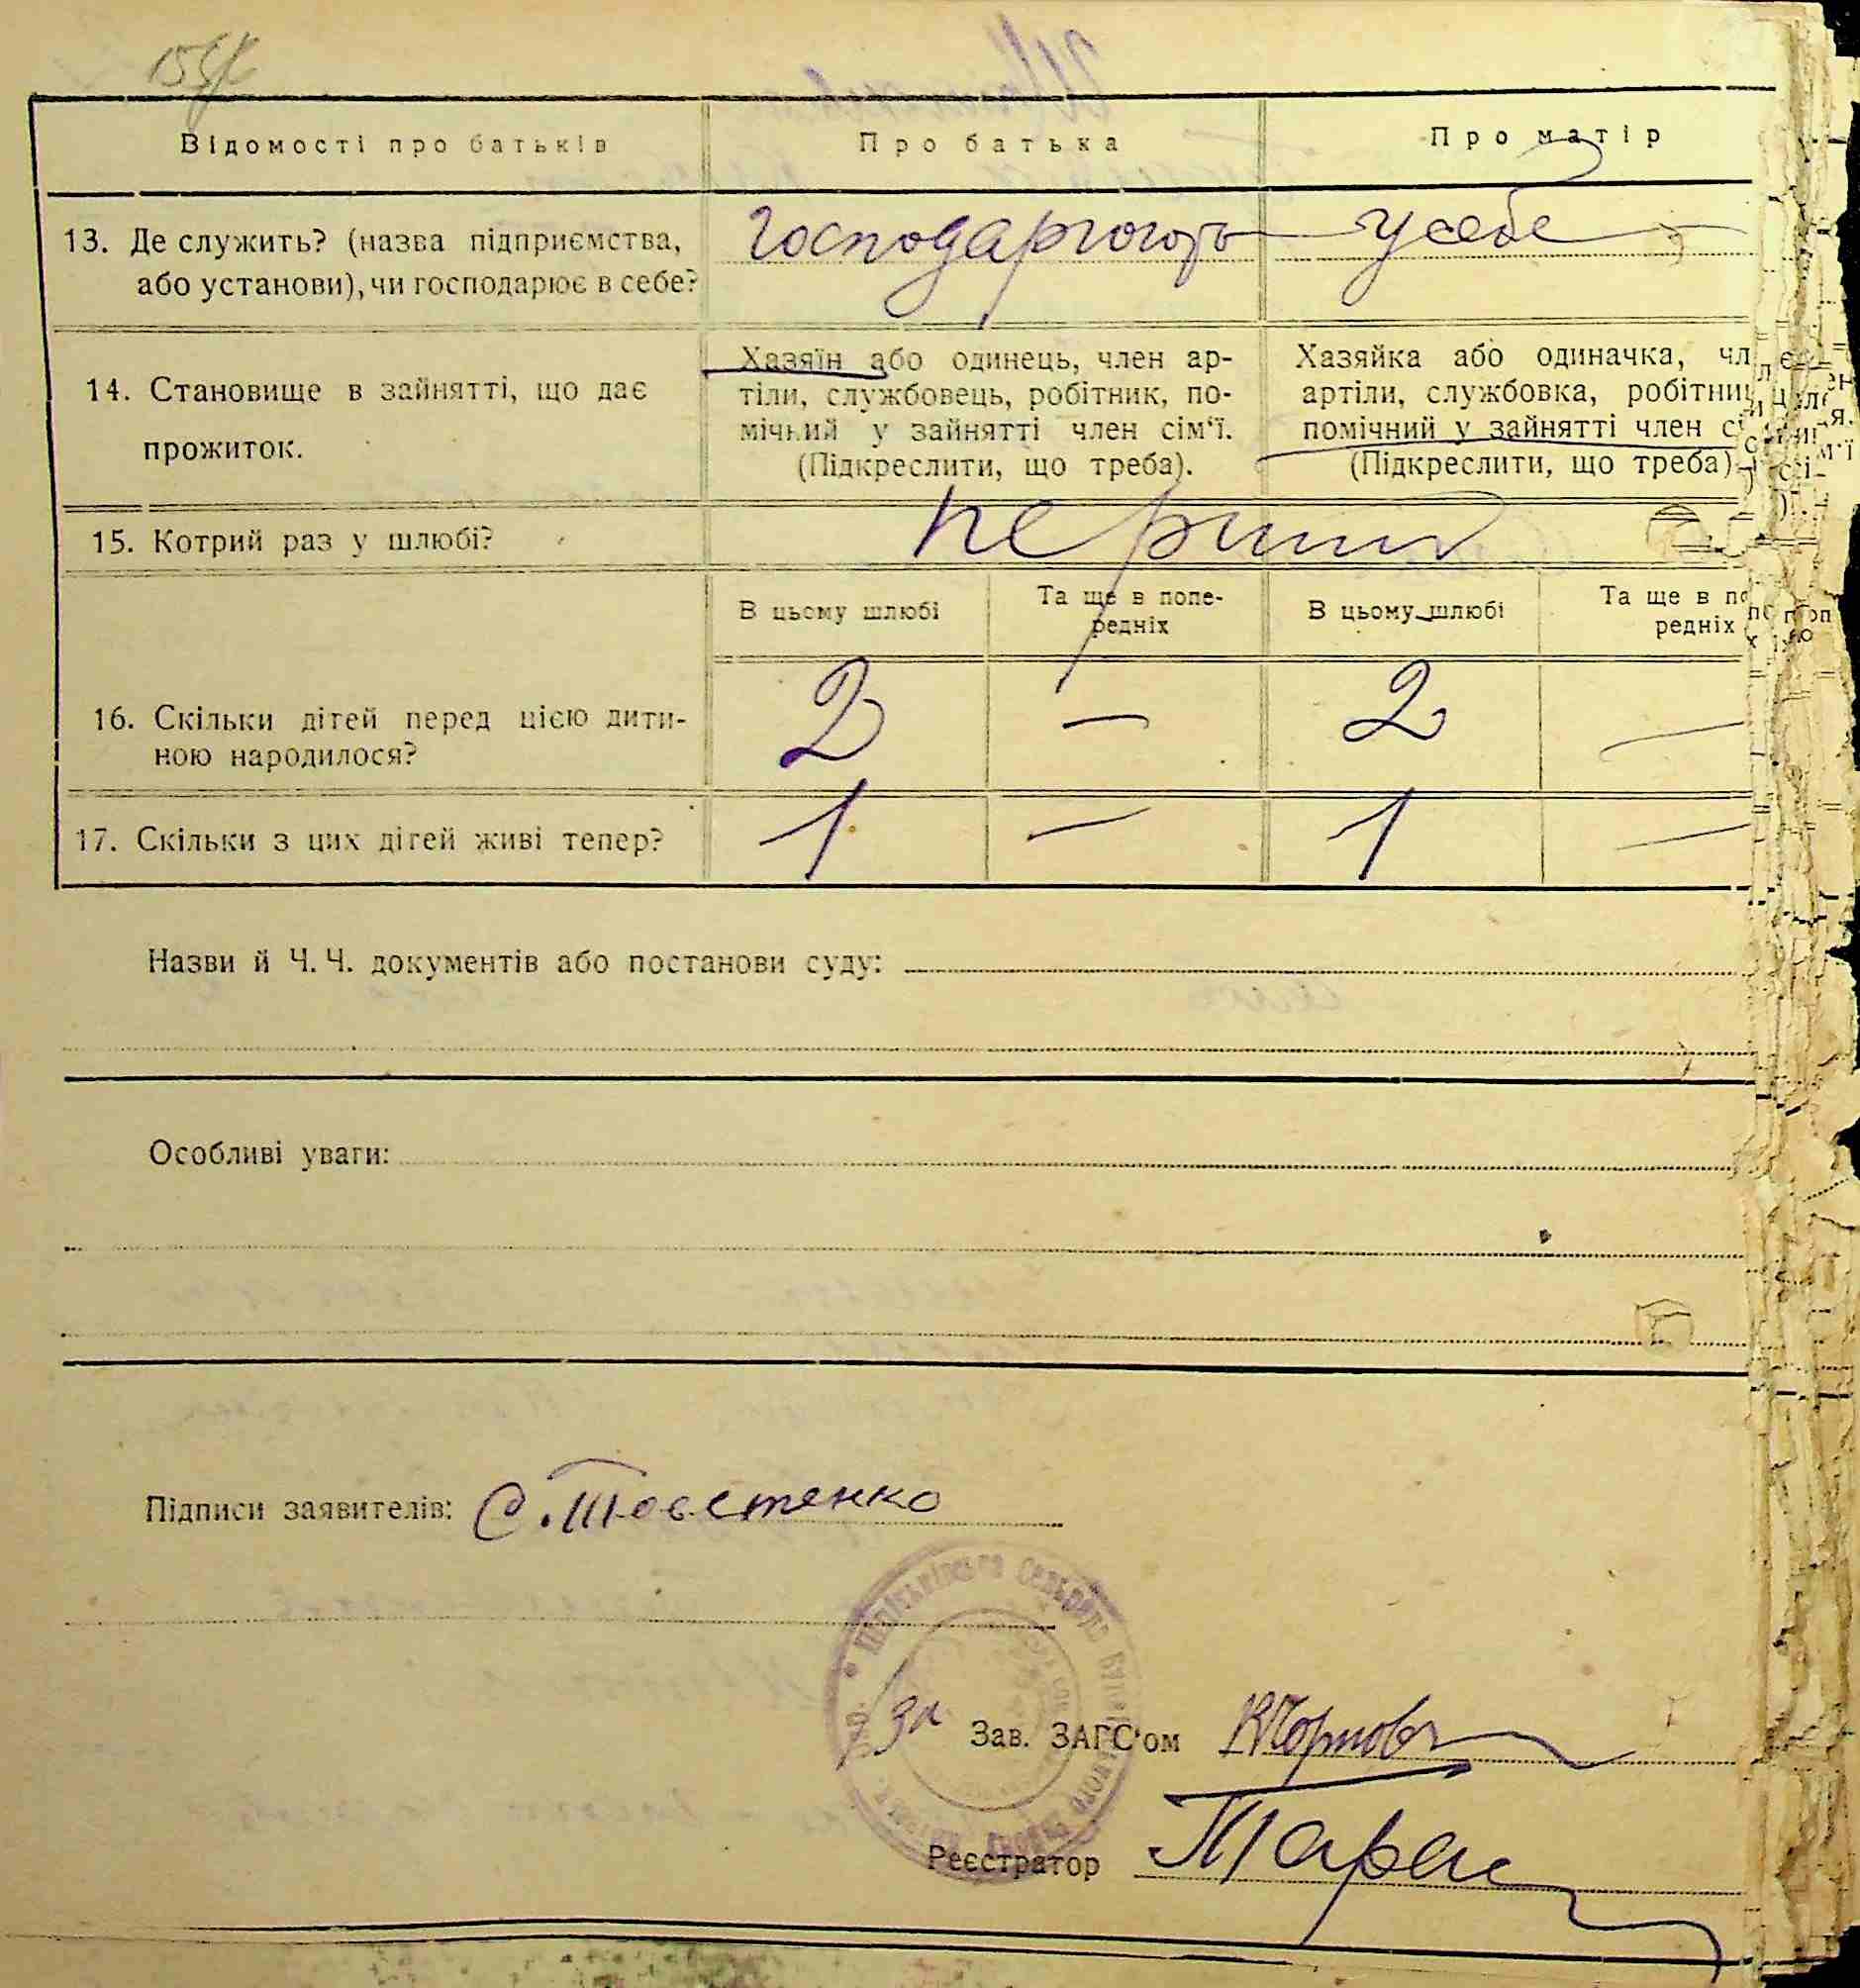 Відомості про батьків
Про батька
Про матір
13. Де служить? (назва підприємства,
або установи), чи господарює в себе?
господарюють у себе
14. Становище в зайнятті, що дає
прожиток.
Хазяїн або одинець, член ар-
тіли, службовець, робітник, по-
мічний у зайнятті член сім'ї.
(Підкреслити, що треба).
Хазяйка або одиначка, чл
артіли, службовка, робітниц
помічний у зайнятті член с
(Підкреслити, що треба)
15. Котрий раз у шлюбі?
перший
В цьому шлюбі
Та ще в попе-
редніх
В цьому шлюбі
Та ще в по
редніх
16. Скільки дітей перед цією дити-
ною народилося?
2 — 2 —
17. Скільки з цих дітей живі тепер?
1 — 1 —
Назви й Ч. Ч. документів або постанови суду:
Особливі уваги:
Підписи заявителів: С. Товстенко
за Зав. ЗАГС'ом
Реєстратор Тарас